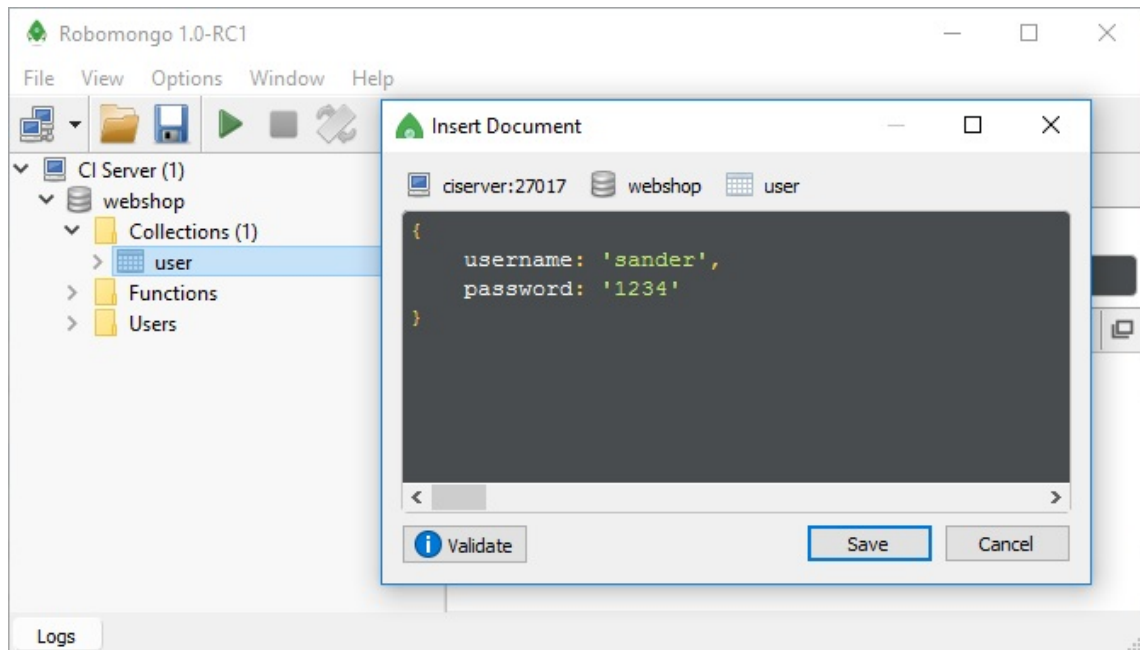 Robomongo 1.0-RC1
File View Options Window Help
Insert Document
CI Server (1)
ciserver:27017 webshop user
webshop
Collections (1)
user
Functions
Users
{
username: 'sander',
password: '1234'
}
Validate Save Cancel
Logs